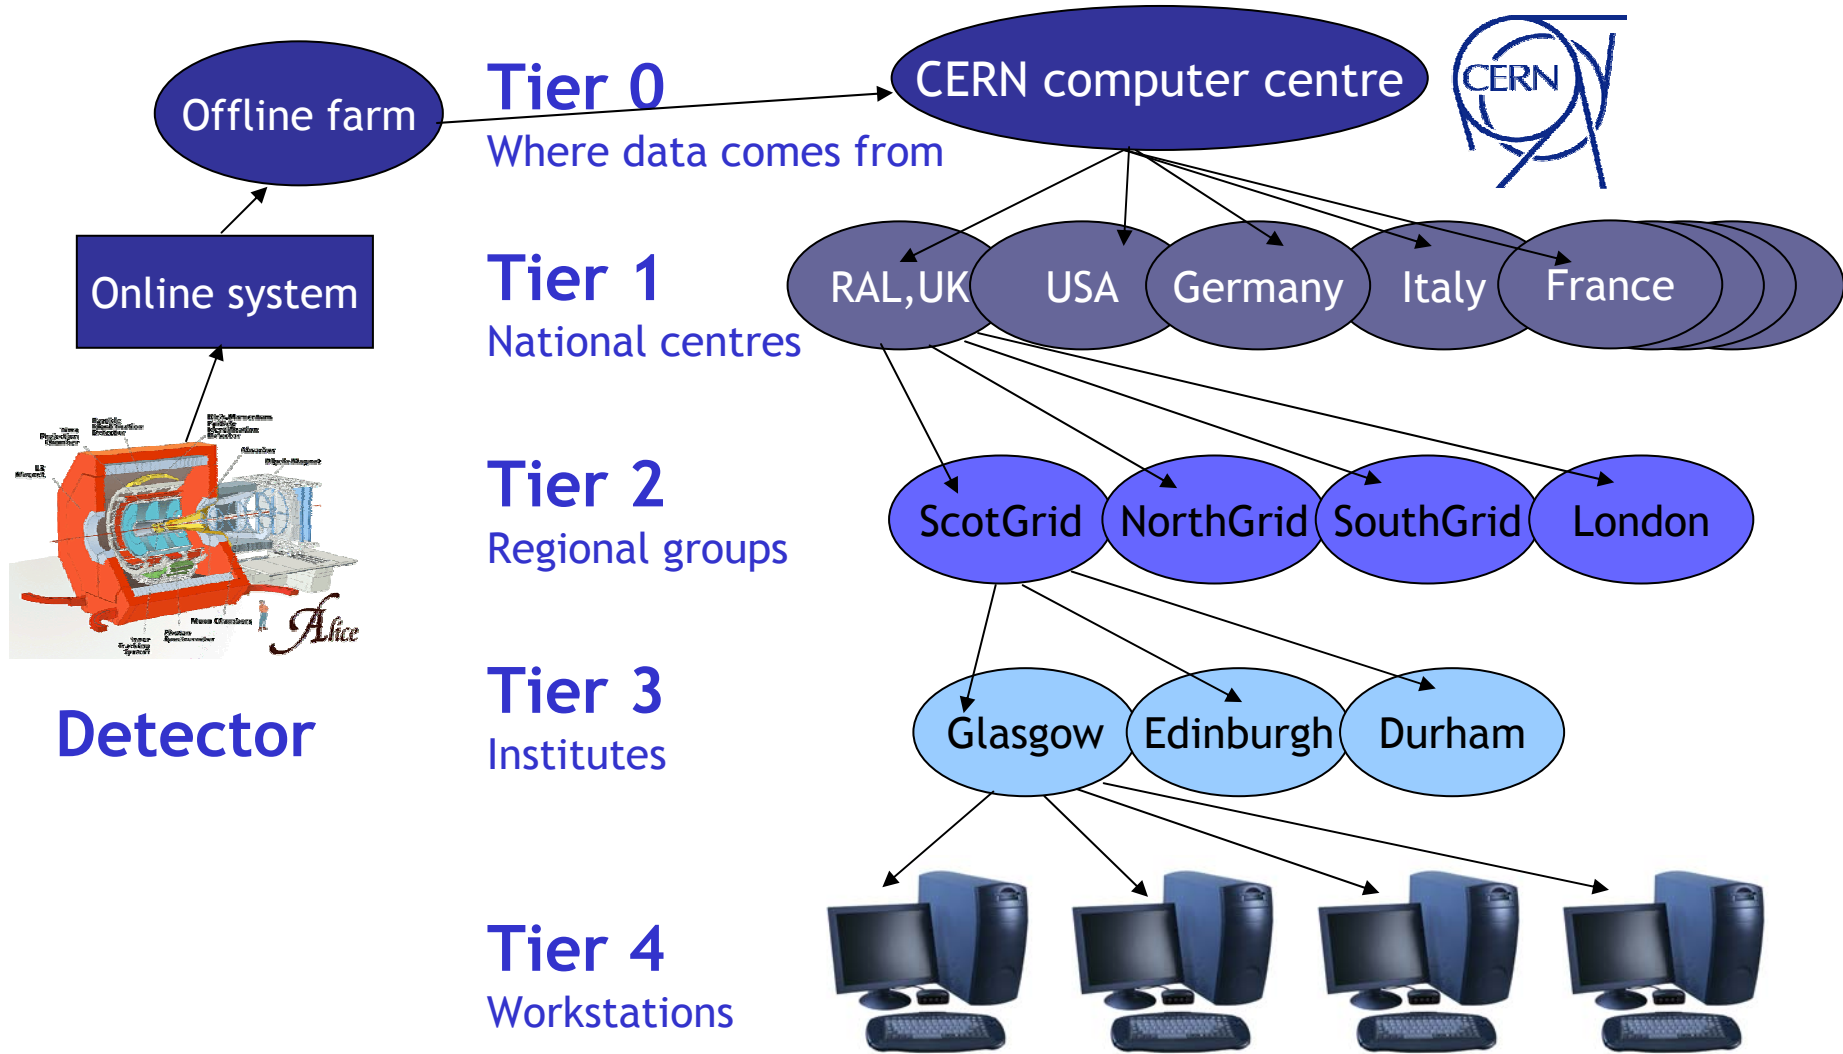 Tier 0
Where data comes from
Offline farm
CERN computer centre
CERN
Online system
Tier 1
National centres
RAL,UK
USA
Germany
Italy
France
Tier 2
Regional groups
ScotGrid
NorthGrid
SouthGrid
London
Alice
Detector
Tier 3
Institutes
Glasgow
Edinburgh
Durham
Tier 4
Workstations